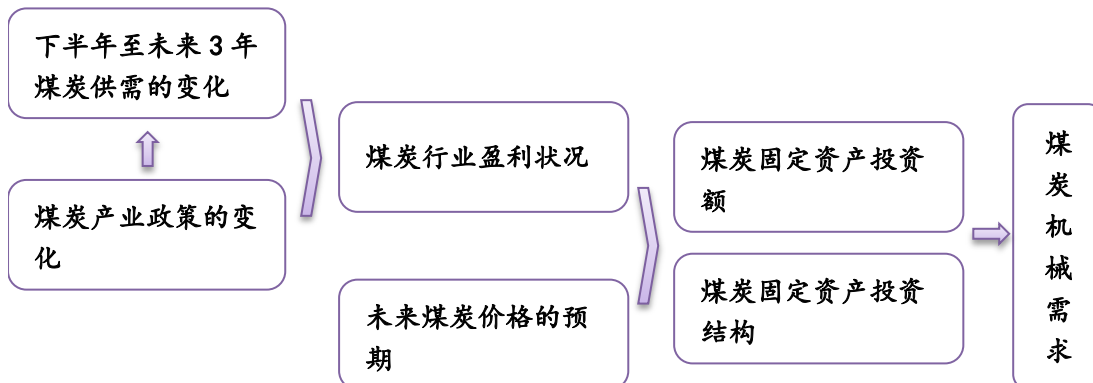 下半年至未来 3 年
煤炭供需的变化
煤炭产业政策的变
化
煤炭行业盈利状况
未来煤炭价格的预
期
煤炭固定资产投资
额
煤炭固定资产投资
结构
煤
炭
机
械
需
求